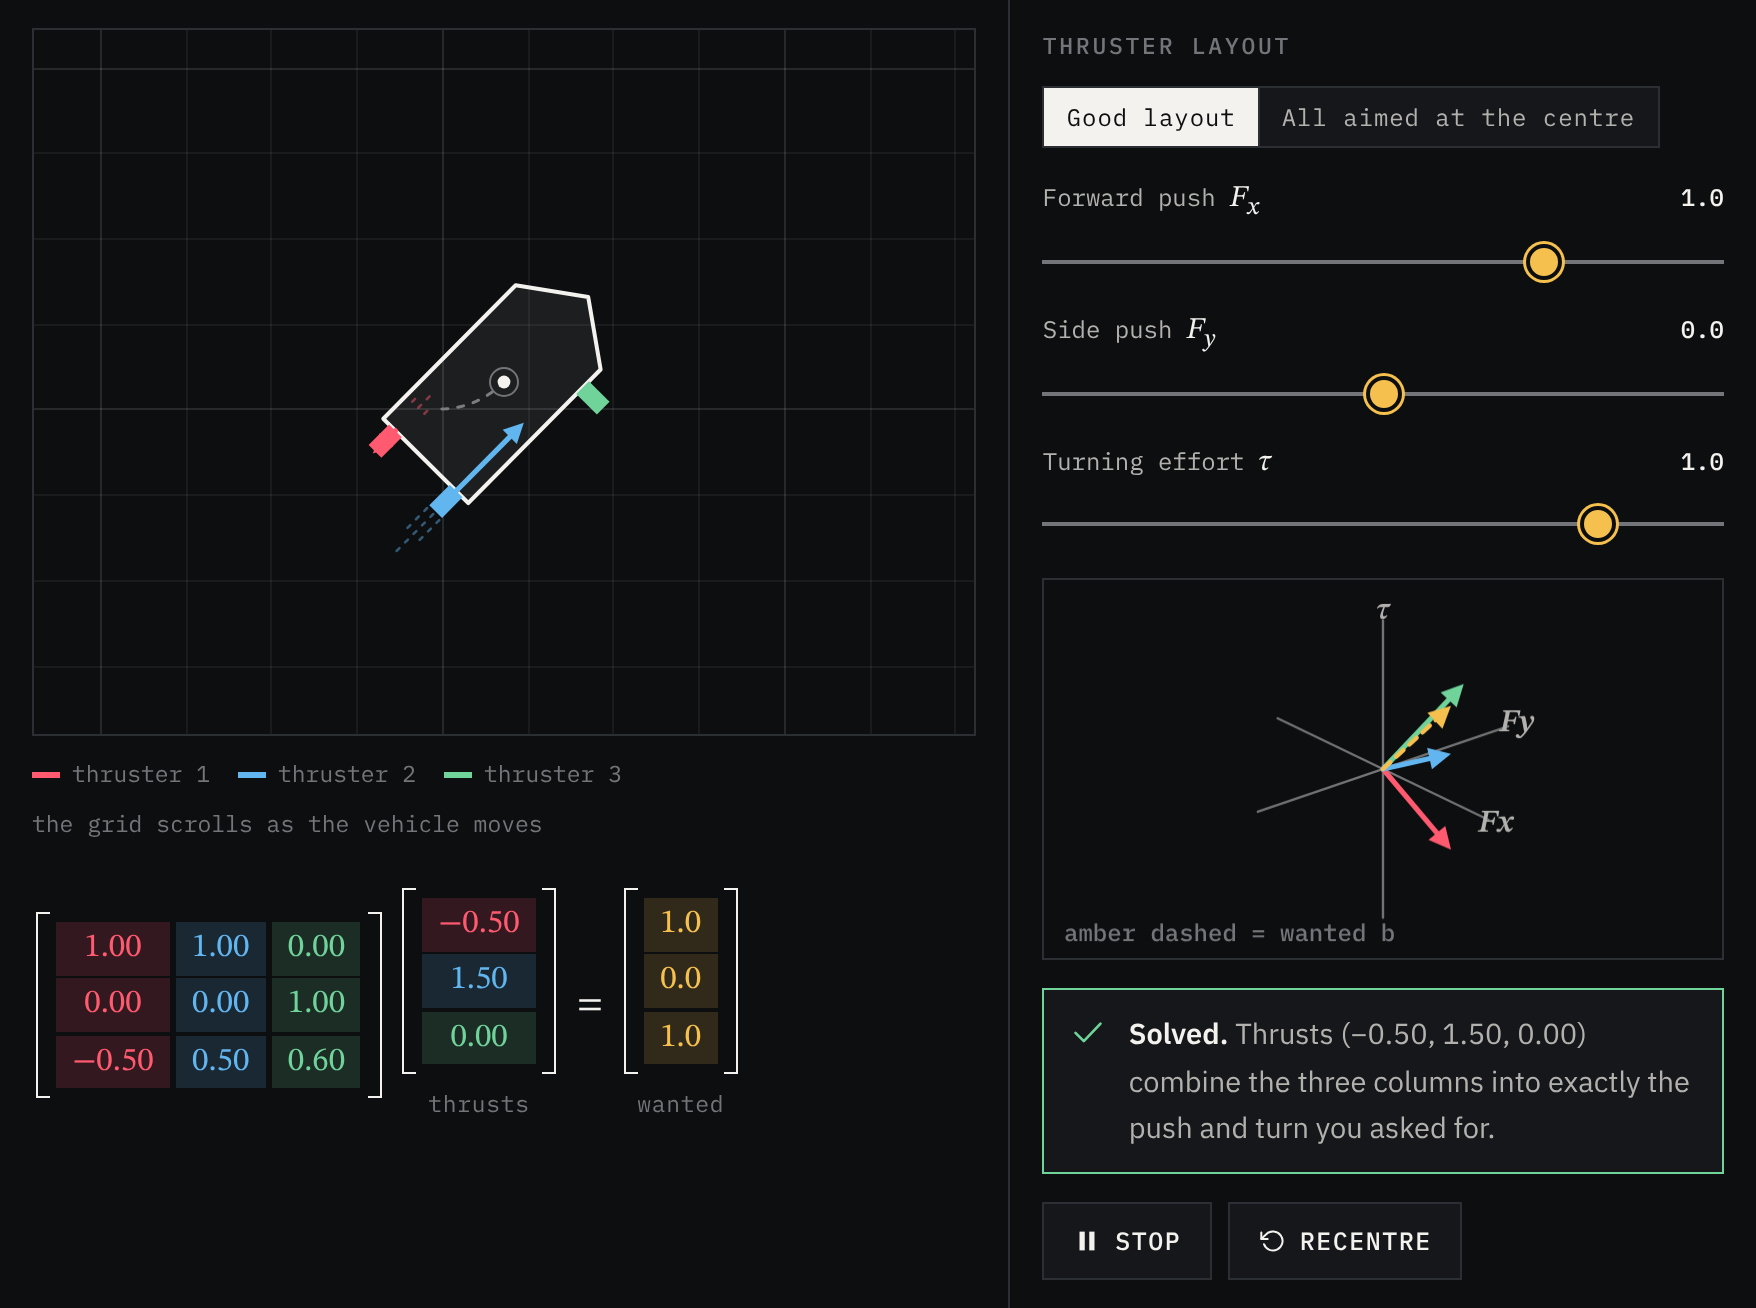 THRUSTER LAYOUT
Good layout All aimed at the centre
Forward push Fx 1.0
Side push Fy 0.0
Turning effort τ 1.0
τ
Fy
Fx
amber dashed = wanted b
Solved. Thrusts (−0.50, 1.50, 0.00)
combine the three columns into exactly the
push and turn you asked for.
STOP RECENTRE
thruster 1 thruster 2 thruster 3
the grid scrolls as the vehicle moves
1.00 1.00 0.00
0.00 0.00 1.00
−0.50 0.50 0.60
−0.50
1.50
0.00
thrusts
=
1.0
0.0
1.0
wanted